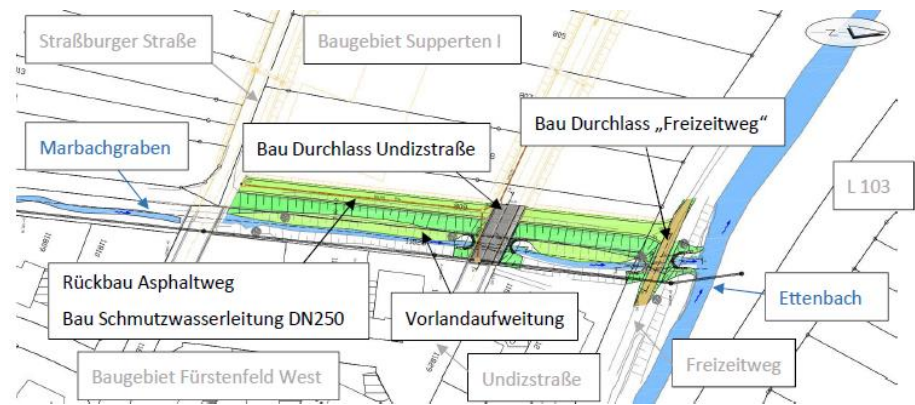 Straßburger Straße
Baugebiet Supperten I
N
Marbachgraben
Bau Durchlass Undizstraße
Bau Durchlass „Freizeitweg“
L 103
Rückbau Asphaltweg
Bau Schmutzwasserleitung DN250
Vorlandaufweitung
Ettenbach
Baugebiet Fürstenfeld West
Undizstraße
Freizeitweg